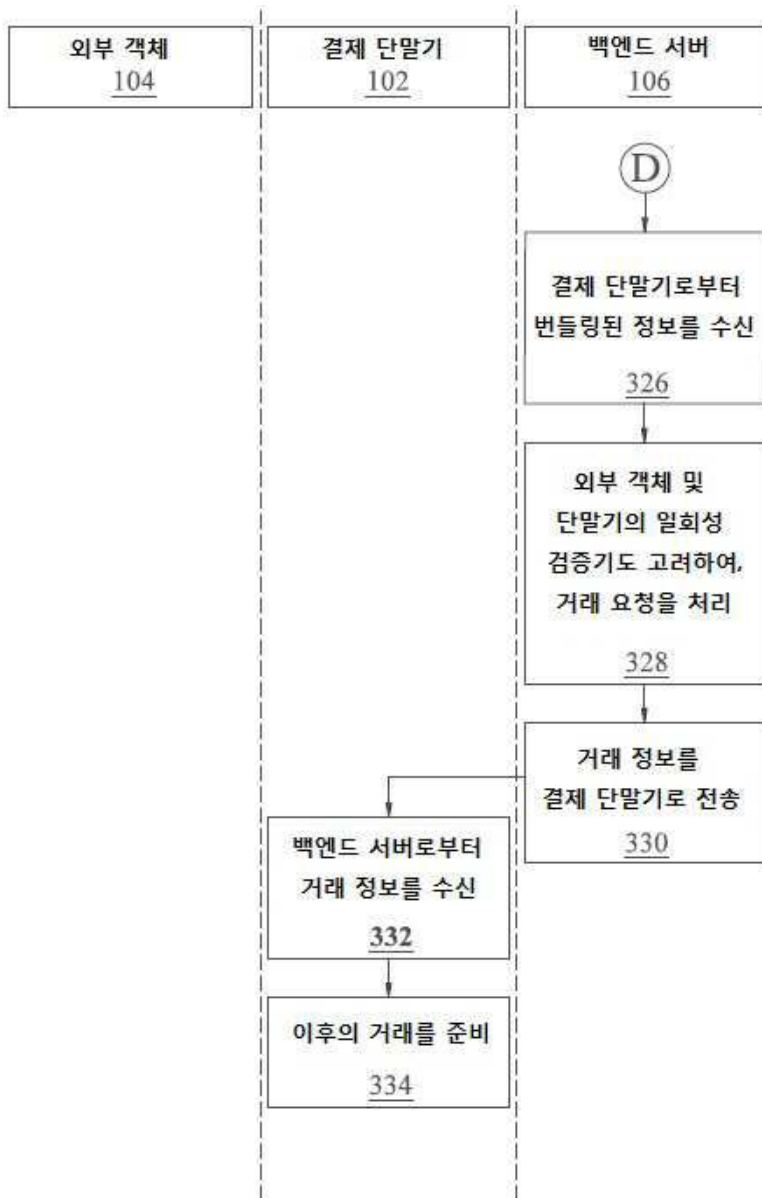 외부 객체
104
결제 단말기
102
백엔드 서버
106
D
결제 단말기로부터
번들링된 정보를 수신
326
외부 객체 및
단말기의 일회성
검증기도 고려하여,
거래 요청을 처리
328
거래 정보를
결제 단말기로 전송
330
백엔드 서버로부터
거래 정보를 수신
332
이후의 거래를 준비
334